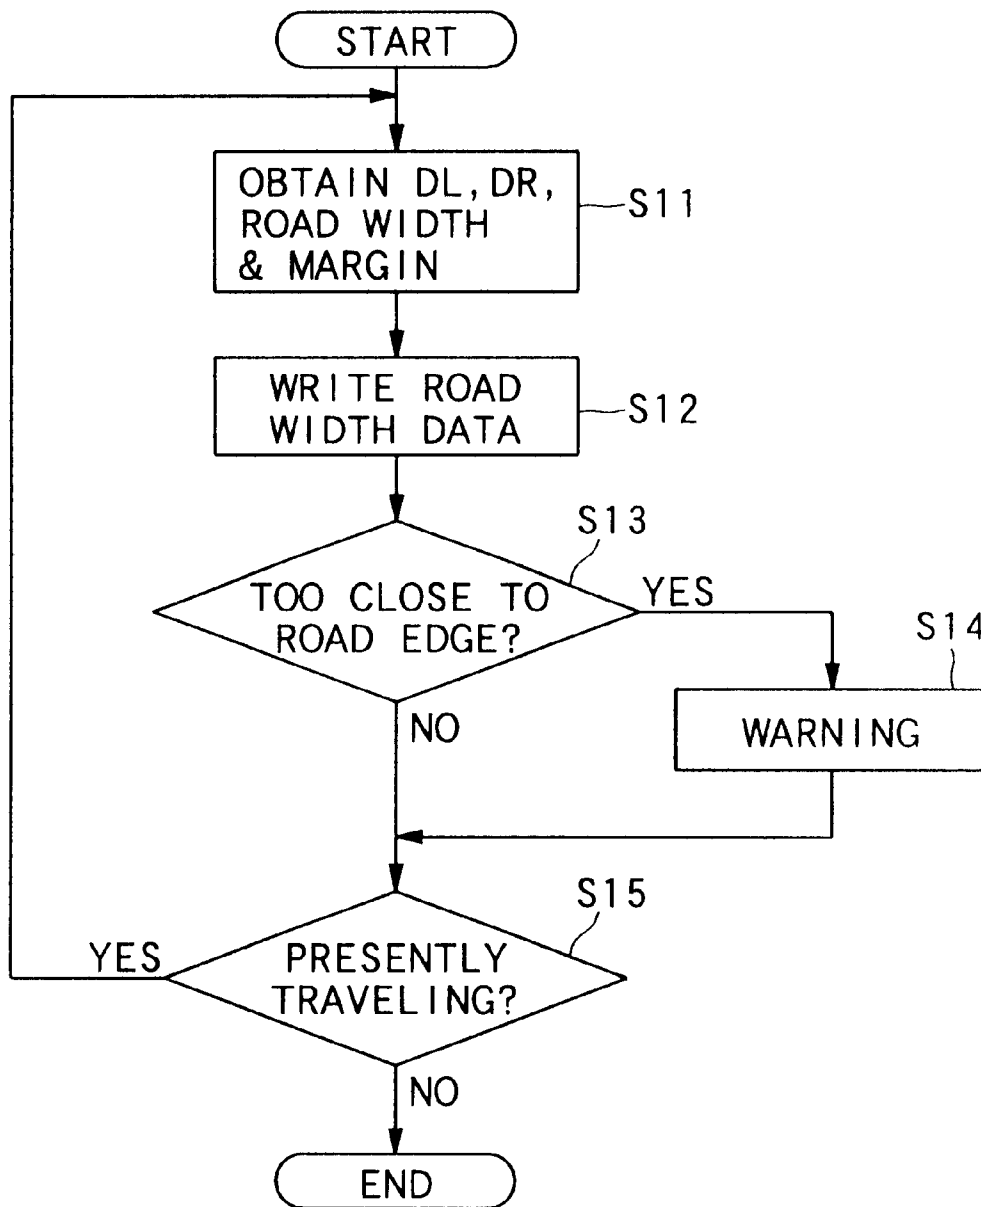 START
OBTAIN DL, DR,
ROAD WIDTH
& MARGIN
S11
WRITE ROAD
WIDTH DATA
S12
S13
TOO CLOSE TO
ROAD EDGE?
YES
S14
NO
WARNING
S15
YES
PRESENTLY
TRAVELING?
NO
END